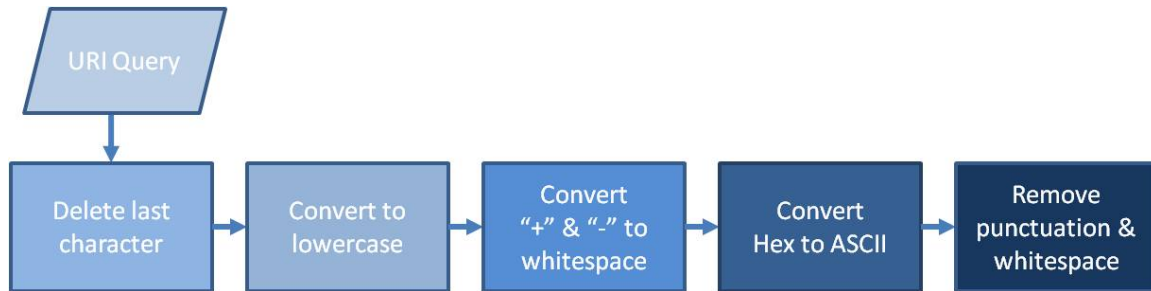 URI Query
Delete last
character
Convert to
lowercase
Convert
“+” & “-” to
whitespace
Convert
Hex to ASCII
Remove
punctuation &
whitespace